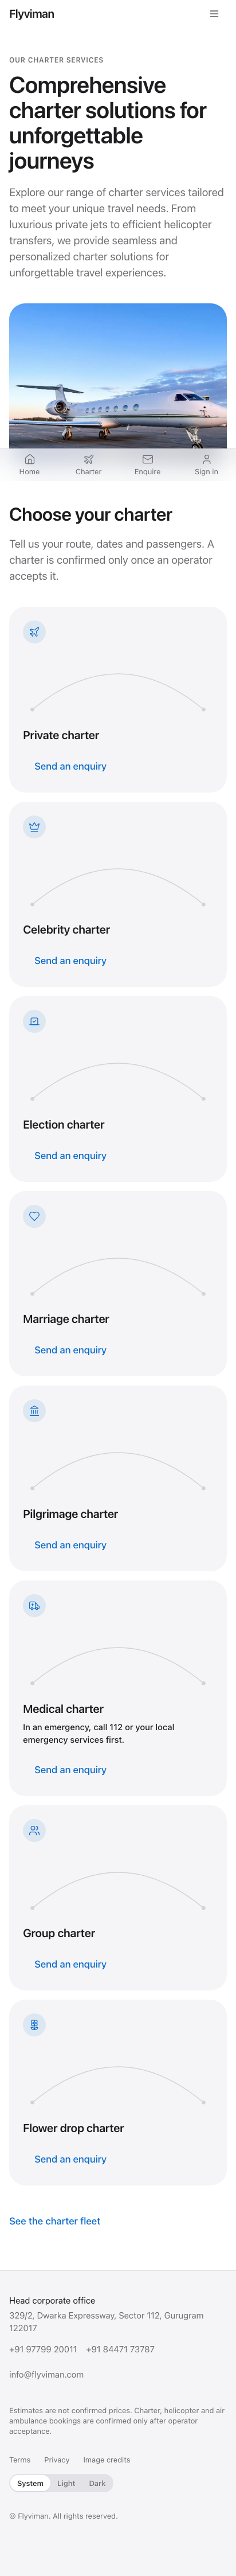 Flyviman
OUR CHARTER SERVICES
Comprehensive
charter solutions for
unforgettable
journeys
Explore our range of charter services tailored
to meet your unique travel needs. From
luxurious private jets to efficient helicopter
transfers, we provide seamless and
personalized charter solutions for
unforgettable travel experiences.
Home
Charter
Enquire
Sign in
Choose your charter
Tell us your route, dates and passengers. A
charter is confirmed only once an operator
accepts it.
Private charter
Send an enquiry
Celebrity charter
Send an enquiry
Election charter
Send an enquiry
Marriage charter
Send an enquiry
Pilgrimage charter
Send an enquiry
Medical charter
In an emergency, call 112 or your local
emergency services first.
Send an enquiry
Group charter
Send an enquiry
Flower drop charter
Send an enquiry
See the charter fleet
Head corporate office
329/2, Dwarka Expressway, Sector 112, Gurugram
122017
+91 97799 20011 +91 84471 73787
info@flyviman.com
Estimates are not confirmed prices. Charter, helicopter and air
ambulance bookings are confirmed only after operator
acceptance.
Terms Privacy Image credits
System Light Dark
© Flyviman. All rights reserved.